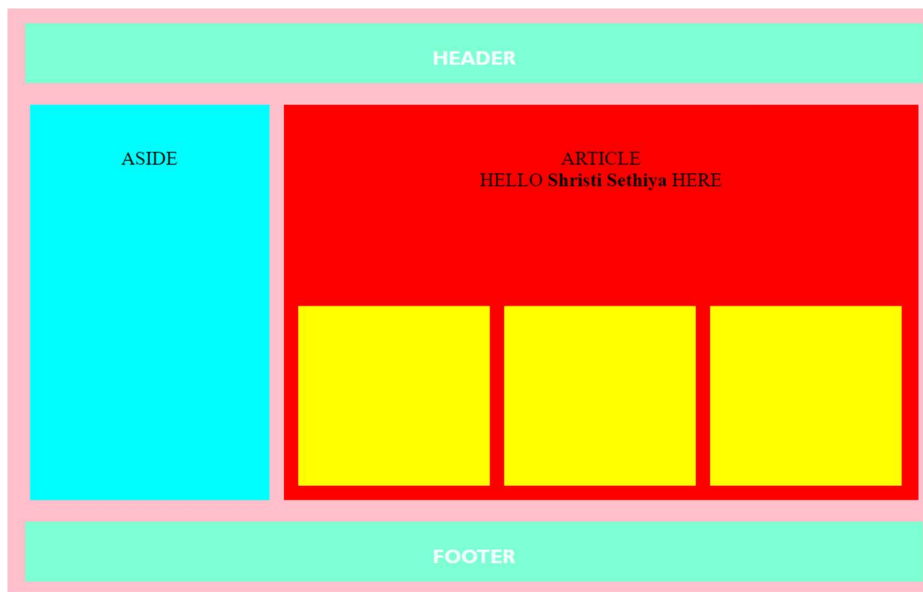 HEADER
ASIDE
ARTICLE
HELLO Shristi Sethiya HERE
FOOTER